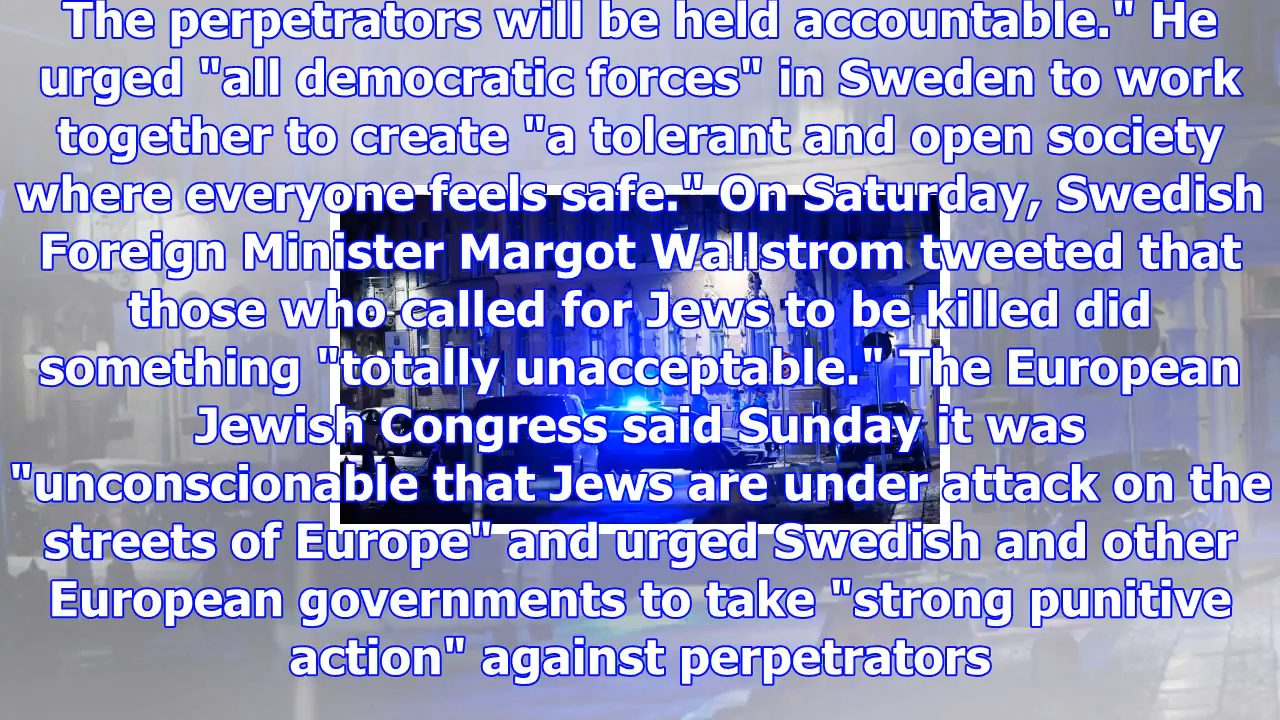 The perpetrators will be held accountable." He
urged "all democratic forces" in Sweden to work
together to create "a tolerant and open society
where everyone feels safe." On Saturday, Swedish
Foreign Minister Margot Wallstrom tweeted that
those who called for Jews to be killed did
something "totally unacceptable." The European
Jewish Congress said Sunday it was
"unconscionable that Jews are under attack on the
streets of Europe" and urged Swedish and other
European governments to take "strong punitive
action" against perpetrators